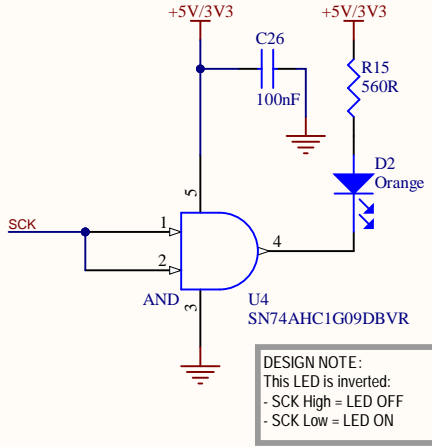 +5V/3V3
+5V/3V3
C26
100nF
R15
560R
D2
Orange
SCK
1
2
5
4
3
AND
U4
SN74AHC1G09DBVR
DESIGN NOTE:
This LED is inverted:
- SCK High = LED OFF
- SCK Low = LED ON